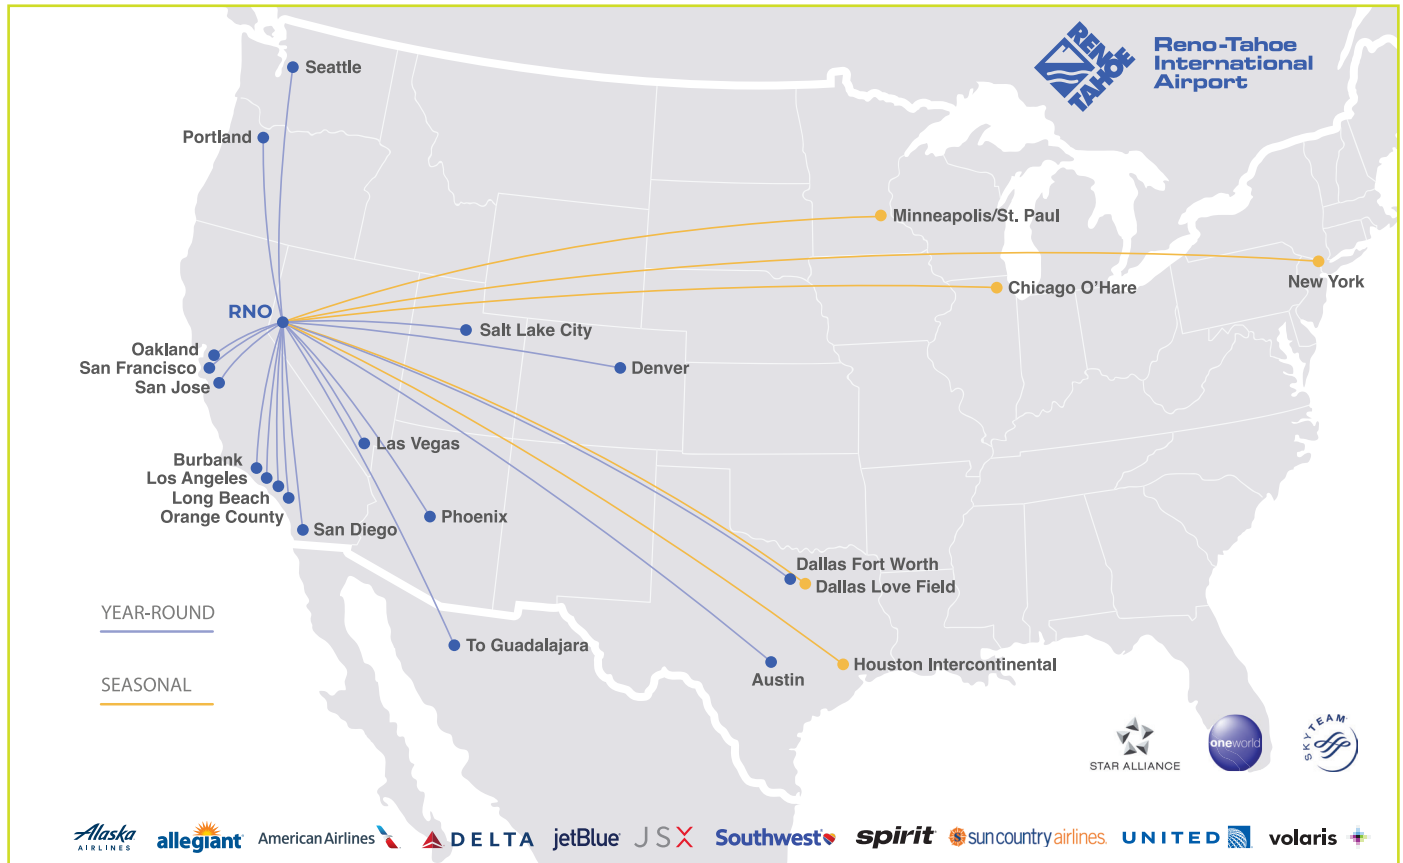 RENO
TAHOE
Reno-Tahoe
International
Airport
Seattle
Portland
Minneapolis/St. Paul
New York
Chicago O'Hare
RNO
Salt Lake City
Oakland
San Francisco
San Jose
Denver
Las Vegas
Burbank
Los Angeles
Long Beach
Orange County
San Diego
Phoenix
Dallas Fort Worth
Dallas Love Field
YEAR-ROUND
To Guadalajara
Houston Intercontinental
Austin
SEASONAL
STAR ALLIANCE
oneworld
SKYTEAM
Alaska
AIRLINES
allegiant
American Airlines
DELTA
jetBlue
JSX
Southwest
spirit
sun country airlines.
UNITED
volaris